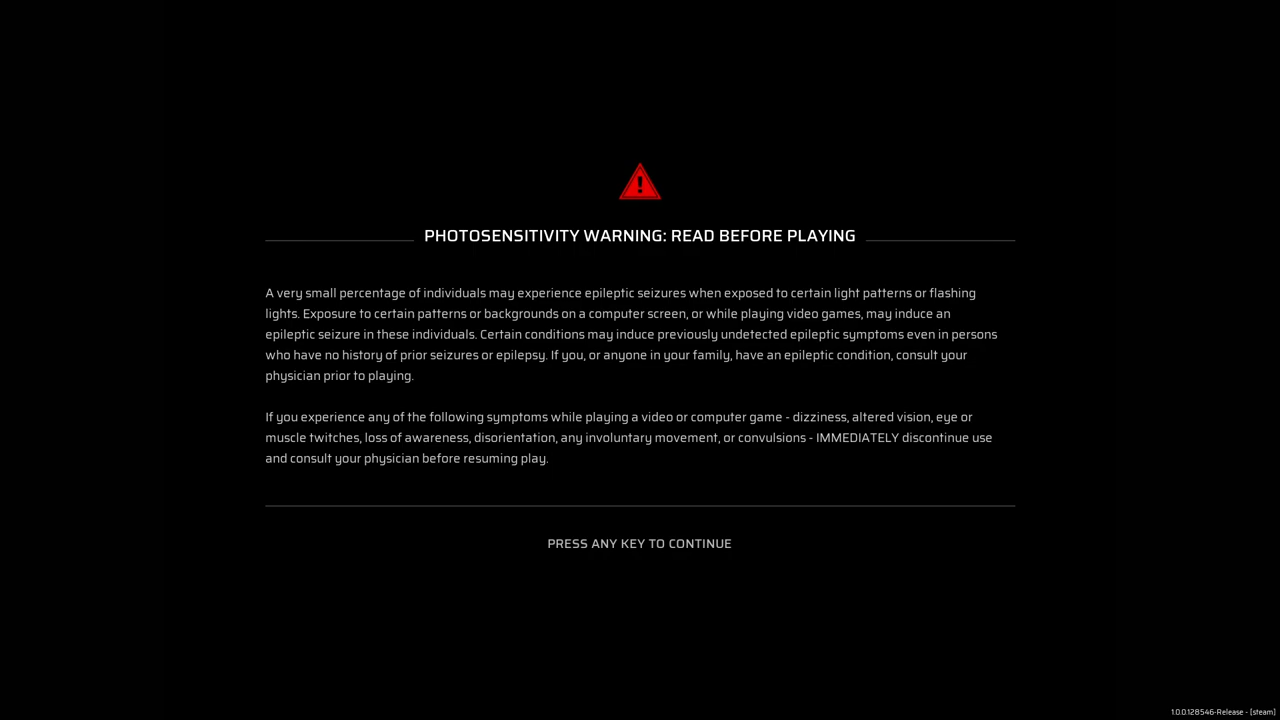 PHOTOSENSITIVITY WARNING: READ BEFORE PLAYING
A very small percentage of individuals may experience epileptic seizures when exposed to certain light patterns or flashing
lights. Exposure to certain patterns or backgrounds on a computer screen, or while playing video games, may induce an
epileptic seizure in these individuals. Certain conditions may induce previously undetected epileptic symptoms even in persons
who have no history of prior seizures or epilepsy. If you, or anyone in your family, have an epileptic condition, consult your
physician prior to playing.
If you experience any of the following symptoms while playing a video or computer game - dizziness, altered vision, eye or
muscle twitches, loss of awareness, disorientation, any involuntary movement, or convulsions - IMMEDIATELY discontinue use
and consult your physician before resuming play.
PRESS ANY KEY TO CONTINUE
1.0.0.128546-Release - [steam]